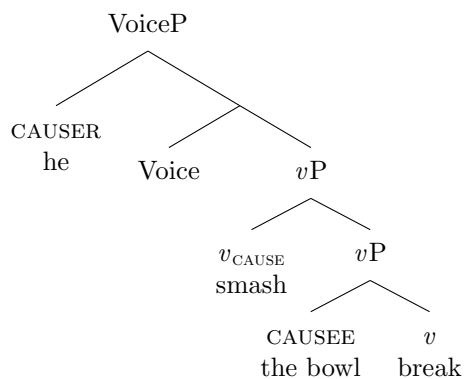 VoiceP
CAUSER
he
Voice
vP
vCAUSE
smash
vP
CAUSEE
the bowl
v
break